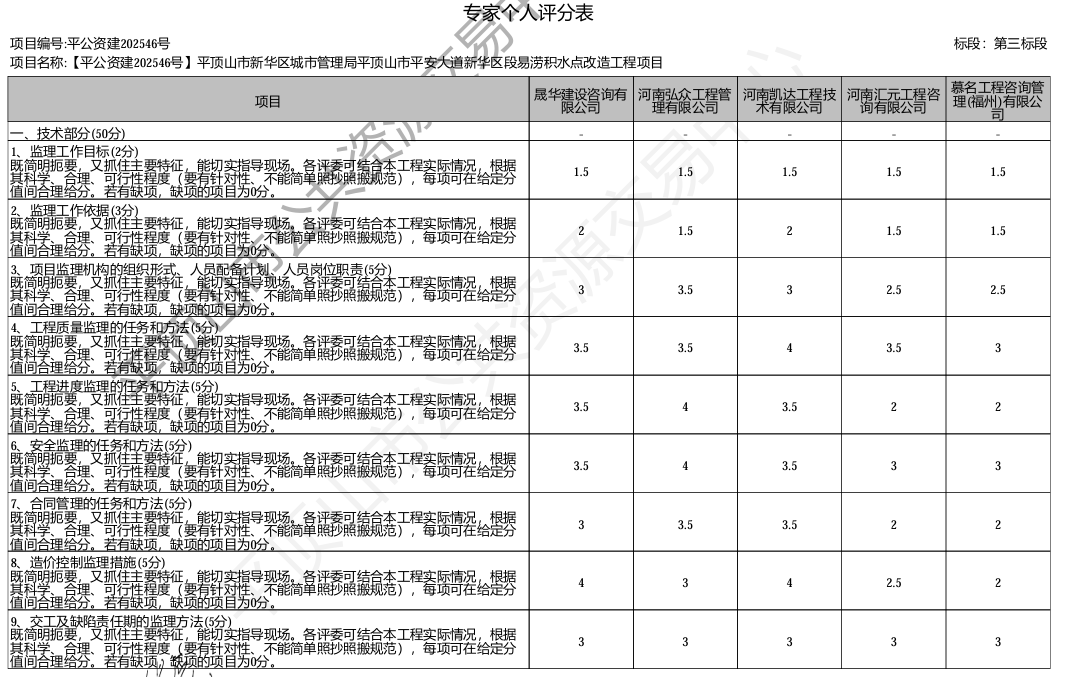 专家个人评分表
项目编号:平公资建202546号
标段：第三标段
项目名称:【平公资建202546号】平顶山市新华区城市管理局平顶山市平安大道新华区段易涝积水点改造工程项目
项目
晟华建设咨询有
限公司
河南弘众工程管
理有限公司
河南凯达工程技
术有限公司
河南汇元工程咨
询有限公司
慕名工程咨询管
理(福州)有限公
司
一、技术部分(50分)
-
-
-
-
-
1、监理工作目标(2分)
既简明扼要，又抓住主要特征，能切实指导现场。各评委可结合本工程实际情况，根据
其科学、合理、可行性程度（要有针对性、不能简单照抄照搬规范），每项可在给定分
值间合理给分。若有缺项，缺项的项目为0分。
1.5
1.5
1.5
1.5
1.5
2、监理工作依据(3分)
既简明扼要，又抓住主要特征，能切实指导现场。各评委可结合本工程实际情况，根据
其科学、合理、可行性程度（要有针对性、不能简单照抄照搬规范），每项可在给定分
值间合理给分。若有缺项，缺项的项目为0分。
2
1.5
2
1.5
1.5
3、项目监理机构的组织形式、人员配备计划、人员岗位职责(5分)
既简明扼要，又抓住主要特征，能切实指导现场。各评委可结合本工程实际情况，根据
其科学、合理、可行性程度（要有针对性、不能简单照抄照搬规范），每项可在给定分
值间合理给分。若有缺项，缺项的项目为0分。
3
3.5
3
2.5
2.5
4、工程质量监理的任务和方法(5分)
既简明扼要，又抓住主要特征，能切实指导现场。各评委可结合本工程实际情况，根据
其科学、合理、可行性程度（要有针对性、不能简单照抄照搬规范），每项可在给定分
值间合理给分。若有缺项，缺项的项目为0分。
3.5
3.5
4
3.5
3
5、工程进度监理的任务和方法(5分)
既简明扼要，又抓住主要特征，能切实指导现场。各评委可结合本工程实际情况，根据
其科学、合理、可行性程度（要有针对性、不能简单照抄照搬规范），每项可在给定分
值间合理给分。若有缺项，缺项的项目为0分。
3.5
4
3.5
2
2
6、安全监理的任务和方法(5分)
既简明扼要，又抓住主要特征，能切实指导现场。各评委可结合本工程实际情况，根据
其科学、合理、可行性程度（要有针对性、不能简单照抄照搬规范），每项可在给定分
值间合理给分。若有缺项，缺项的项目为0分。
3.5
4
3.5
3
3
7、合同管理的任务和方法(5分)
既简明扼要，又抓住主要特征，能切实指导现场。各评委可结合本工程实际情况，根据
其科学、合理、可行性程度（要有针对性、不能简单照抄照搬规范），每项可在给定分
值间合理给分。若有缺项，缺项的项目为0分。
3
3.5
3.5
2
2
8、造价控制监理措施(5分)
既简明扼要，又抓住主要特征，能切实指导现场。各评委可结合本工程实际情况，根据
其科学、合理、可行性程度（要有针对性、不能简单照抄照搬规范），每项可在给定分
值间合理给分。若有缺项，缺项的项目为0分。
4
3
4
2.5
2
9、交工及缺陷责任期的监理方法(5分)
既简明扼要，又抓住主要特征，能切实指导现场。各评委可结合本工程实际情况，根据
其科学、合理、可行性程度（要有针对性、不能简单照抄照搬规范），每项可在给定分
值间合理给分。若有缺项，缺项的项目为0分。
3
3
3
3
3
平顶山市公共资源交易中
平顶山市公共资源交易中心